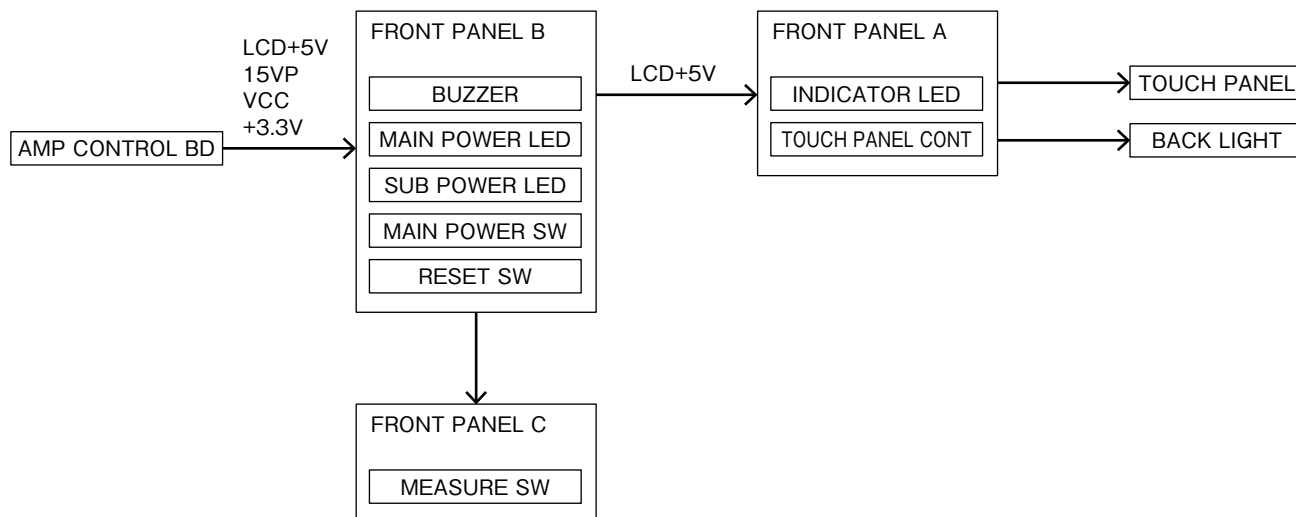 FRONT PANEL B
FRONT PANEL A
LCD+5V
15VP
VCC
+3.3V
LCD+5V
BUZZER
INDICATOR LED
TOUCH PANEL
AMP CONTROL BD
MAIN POWER LED
TOUCH PANEL CONT
BACK LIGHT
SUB POWER LED
MAIN POWER SW
RESET SW
FRONT PANEL C
MEASURE SW